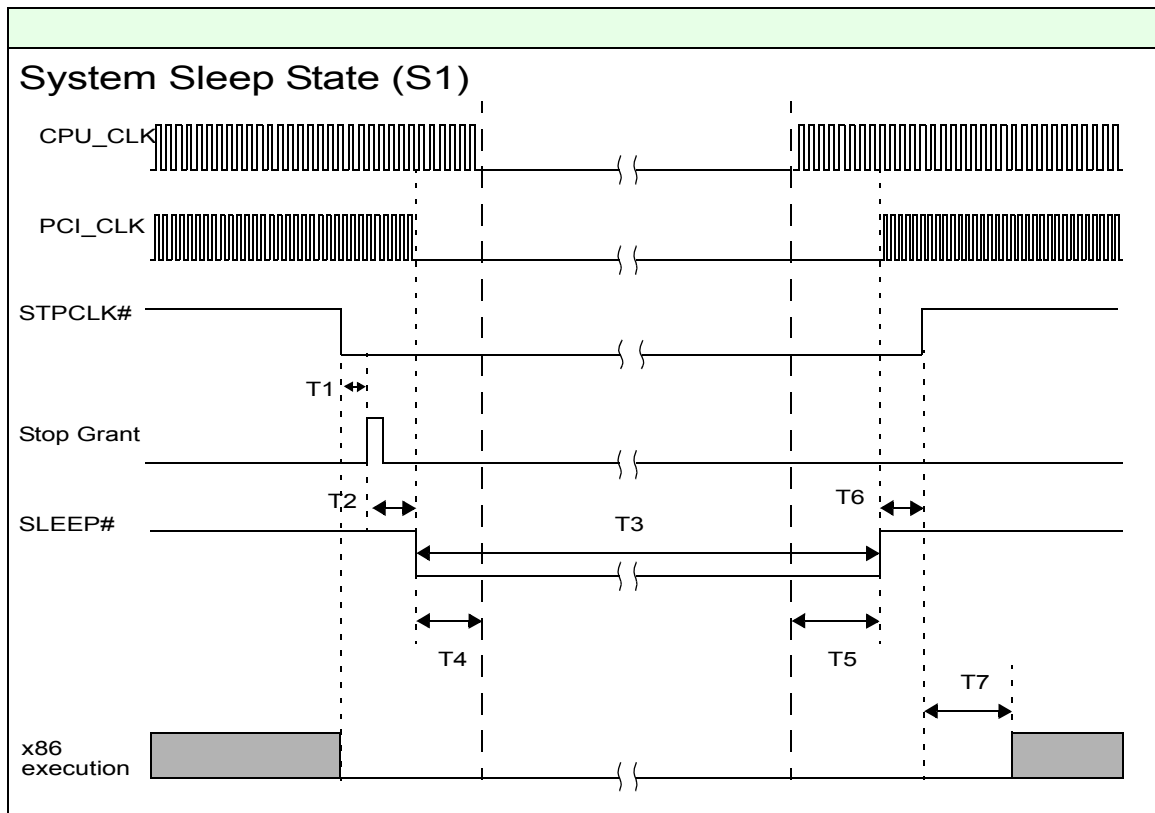 System Sleep State (S1)
CPU_CLK
PCI_CLK
STPCLK#
T1
Stop Grant
T2
T6
SLEEP#
T3
T4
T5
T7
x86
execution